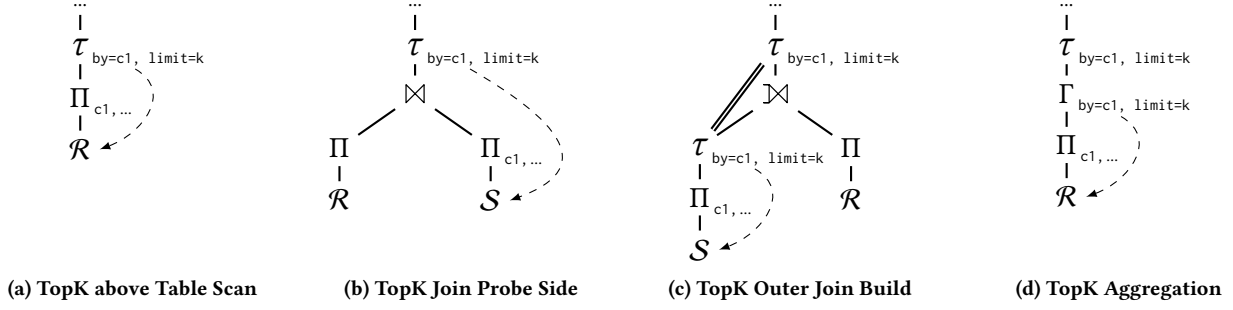 ... ... ... ...
τ by=c1, limit=k τ by=c1, limit=k τ by=c1, limit=k τ by=c1, limit=k
Π c1,... ⋈ ⟕ Γ by=c1, limit=k
R Π Π c1,... τ by=c1, limit=k Π Π c1,...
R S Π c1,... R R
S
(a) TopK above Table Scan (b) TopK Join Probe Side (c) TopK Outer Join Build (d) TopK Aggregation